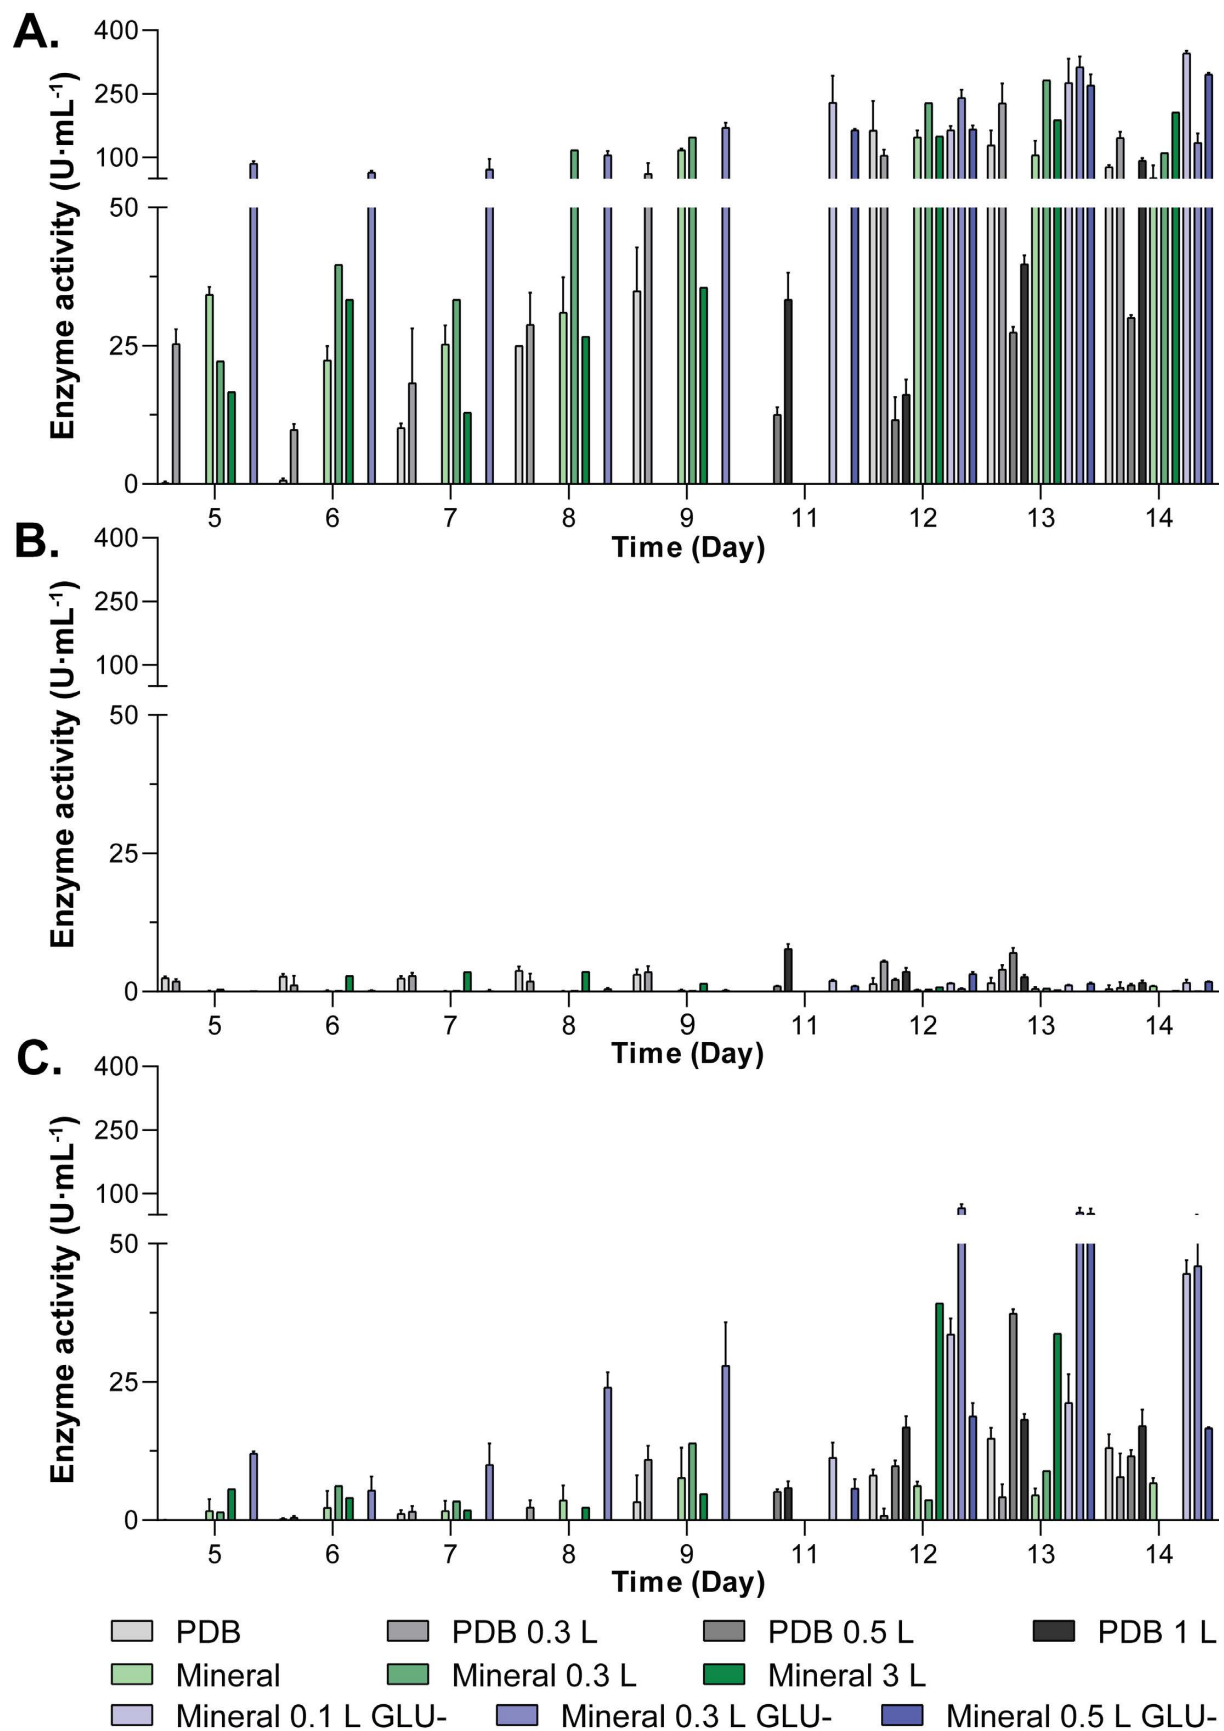 A.
Enzyme activity (U·mL-1)
400
250
100
50
25
0
5 6 7 8 9 11 12 13 14
Time (Day)
B.
Enzyme activity (U·mL-1)
400
250
100
50
25
0
5 6 7 8 9 11 12 13 14
Time (Day)
C.
Enzyme activity (U·mL-1)
400
250
100
50
25
0
5 6 7 8 9 11 12 13 14
Time (Day)
PDB PDB 0.3 L PDB 0.5 L PDB 1 L
Mineral Mineral 0.3 L Mineral 3 L
Mineral 0.1 L GLU- Mineral 0.3 L GLU- Mineral 0.5 L GLU-